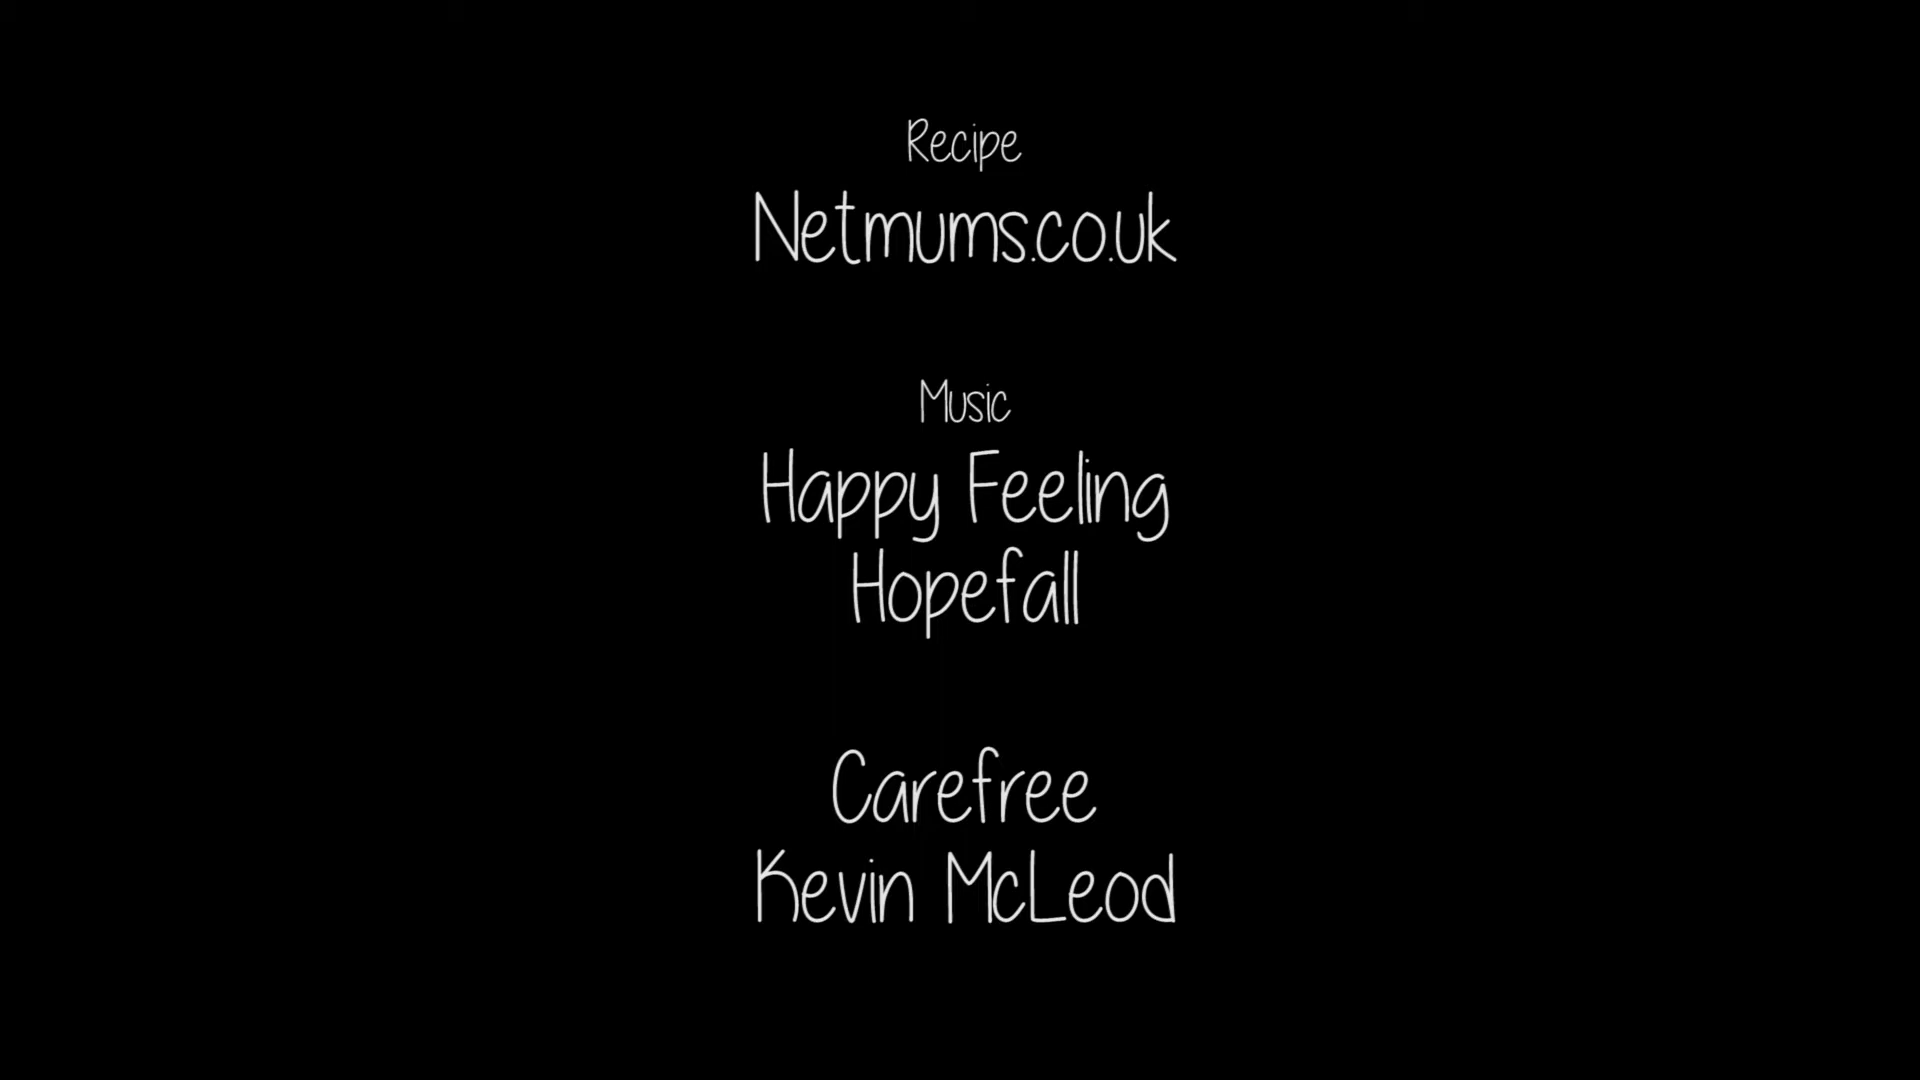 Recipe
Netmums.co.uk
Music
Happy Feeling
Hopefall
Carefree
Kevin McLeod